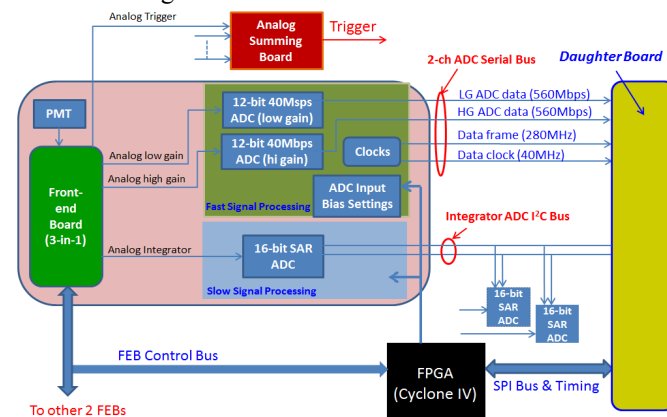 Analog Trigger
Analog
Summing
Board
Trigger
2-ch ADC Serial Bus
Daughter Board
PMT
12-bit 40Msps
ADC (low gain)
LG ADC data (560Mbps)
HG ADC data (560Mbps)
12-bit 40Msps
ADC (hi gain)
Clocks
Data frame (280MHz)
Data clock (40MHz)
Analog low gain
Analog high gain
Front-
end
Board
(3-in-1)
ADC Input
Bias Settings
Fast Signal Processing
Integrator ADC I²C Bus
Analog Integrator
16-bit SAR
ADC
Slow Signal Processing
16-bit
SAR
ADC
16-bit
SAR
ADC
FEB Control Bus
FPGA
(Cyclone IV)
SPI Bus & Timing
To other 2 FEBs